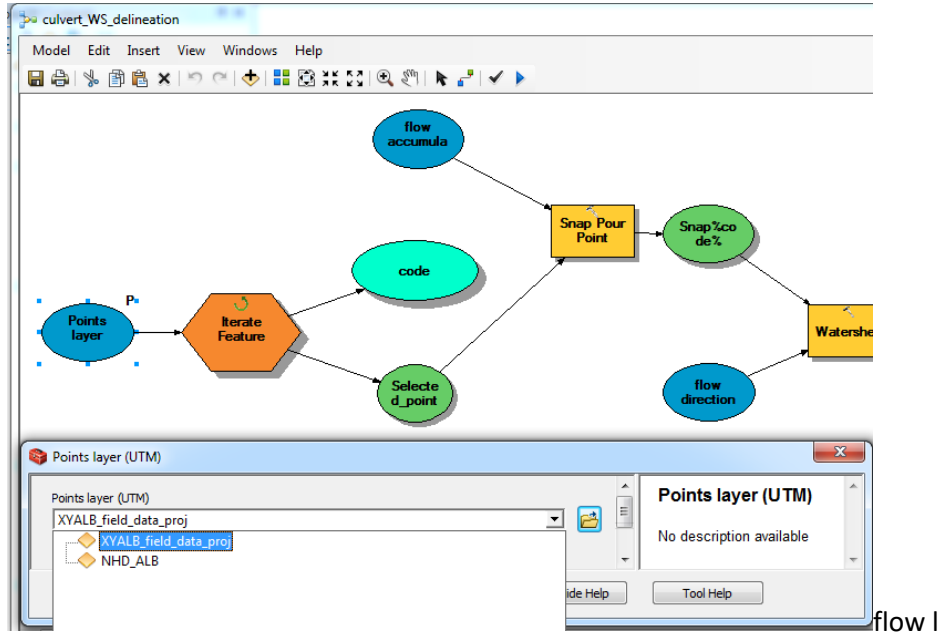 culvert_WS_delineation
Model Edit Insert View Windows Help
flow
accumula
Snap Pour
Point
Snap%co
de%
code
P
Points
layer
Iterate
Feature
Watershe
Selecte
d_point
flow
direction
Points layer (UTM)
Points layer (UTM)
XYALB_field_data_proj
XYALB_field_data_proj
NHD_ALB
Points layer (UTM)
No description available
ide Help
Tool Help
flow l